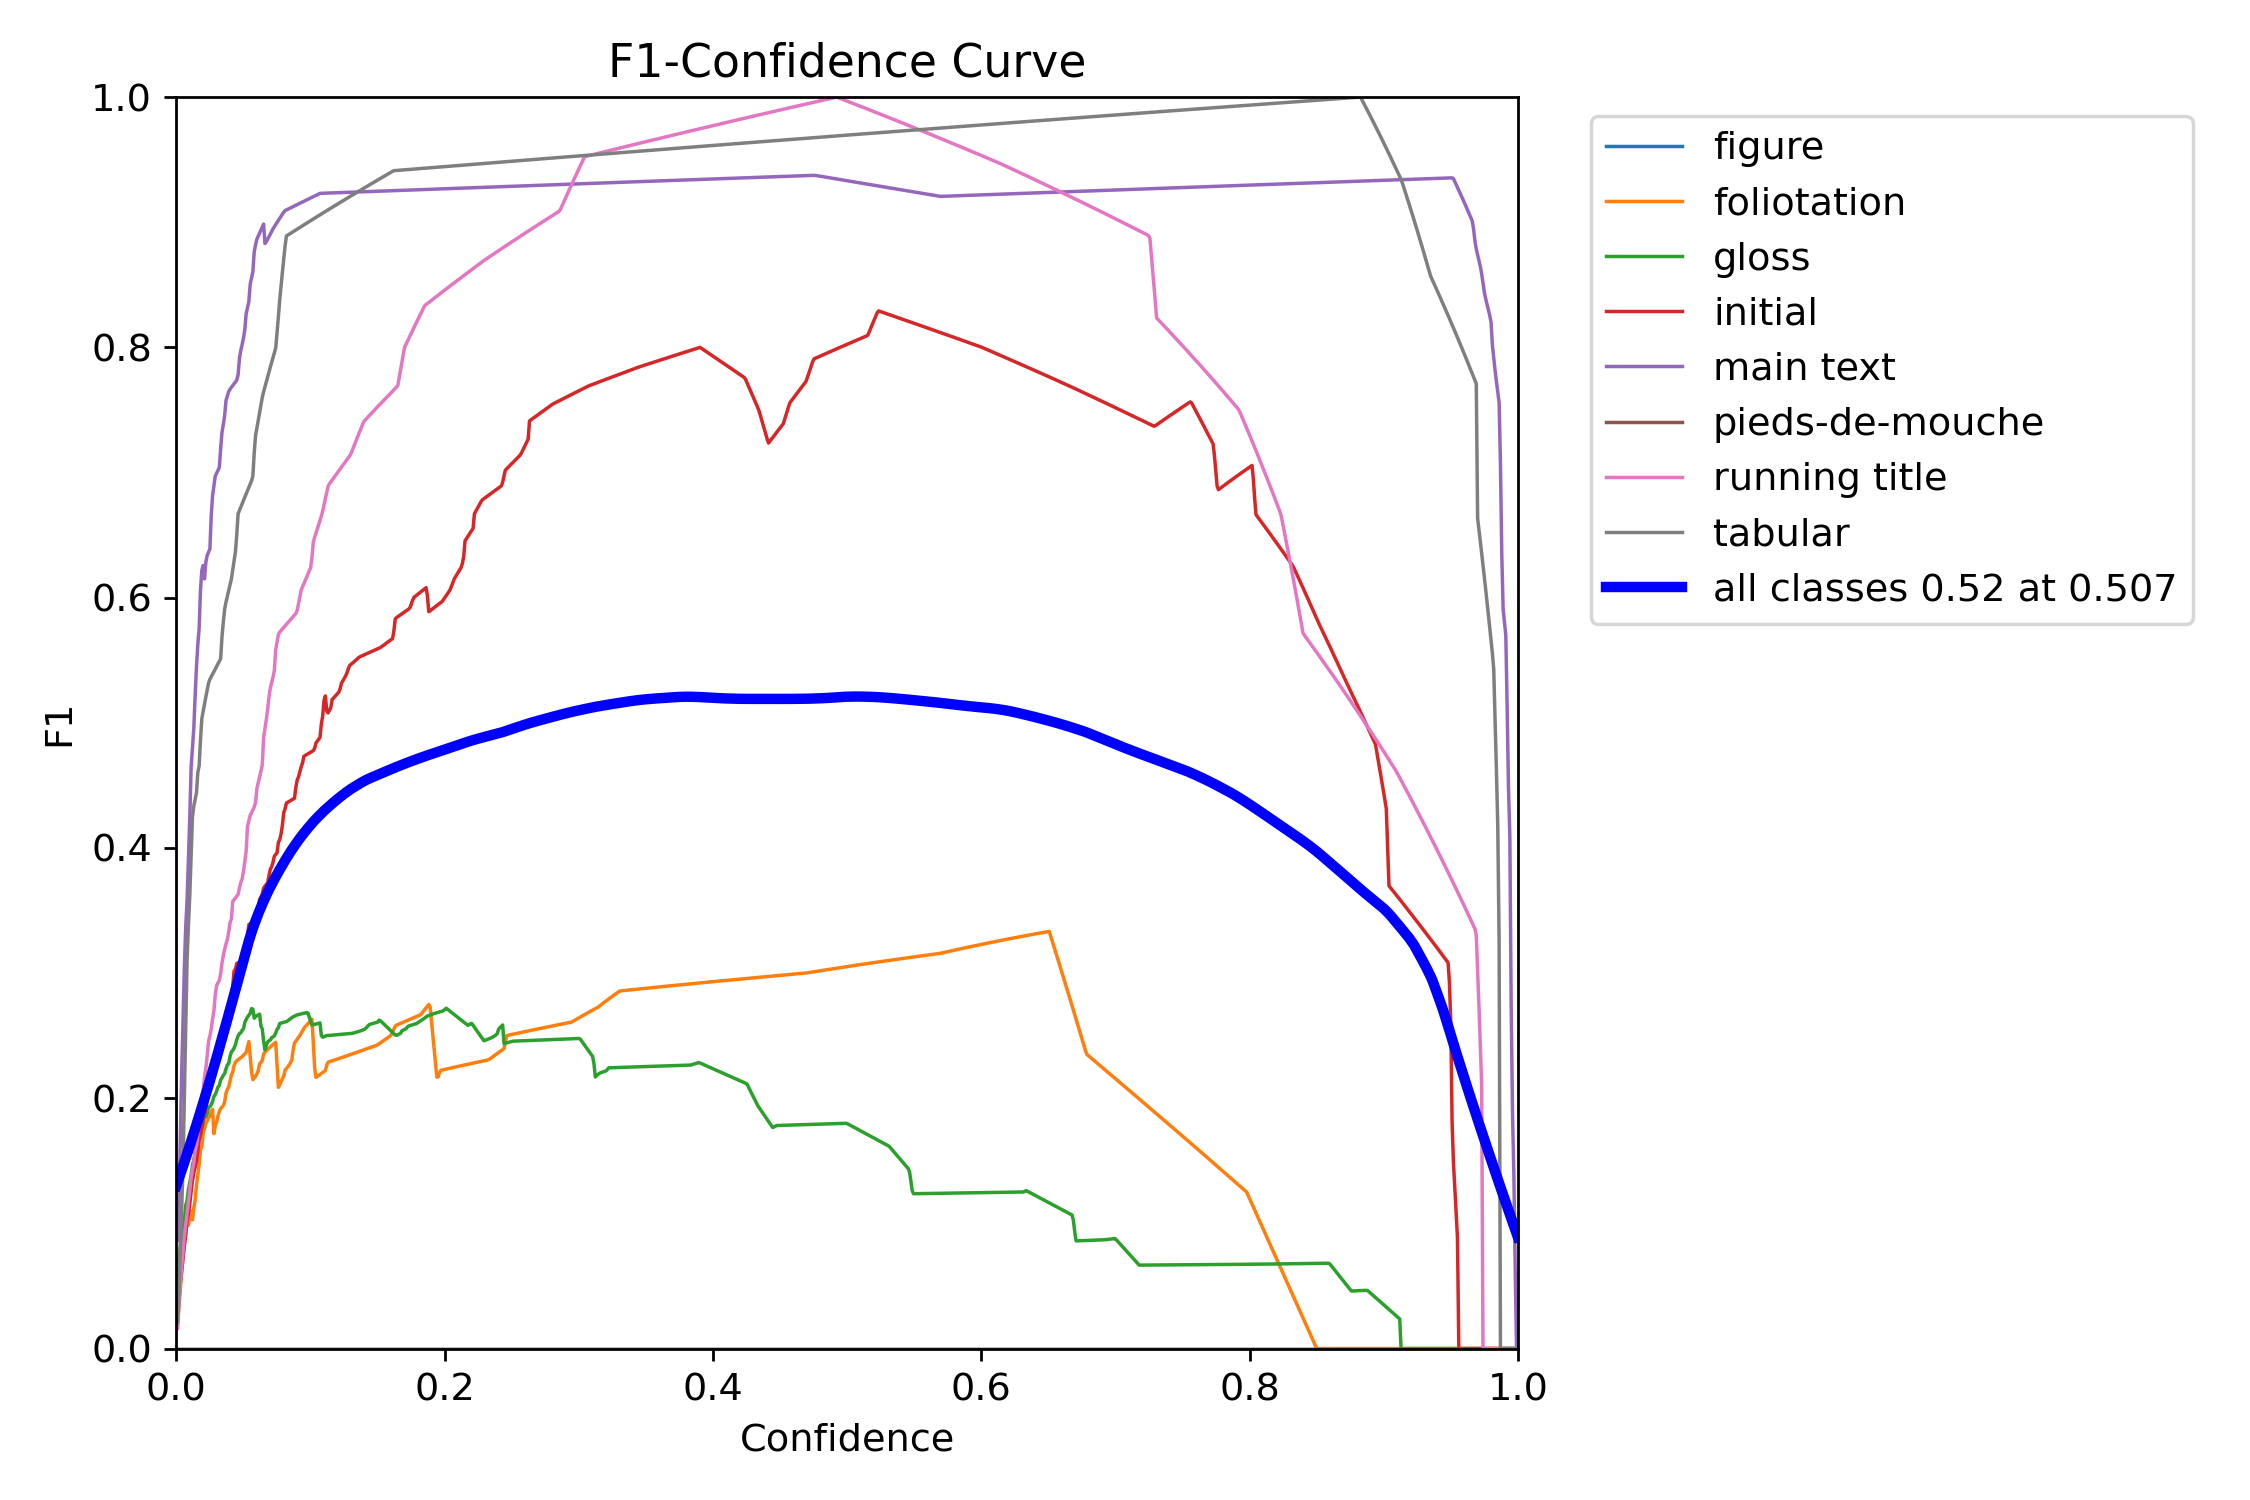 F1-Confidence Curve
1.0
0.8
0.6
0.4
0.2
0.0
F1
0.0 0.2 0.4 0.6 0.8 1.0
Confidence
figure
foliotation
gloss
initial
main text
pieds-de-mouche
running title
tabular
all classes 0.52 at 0.507